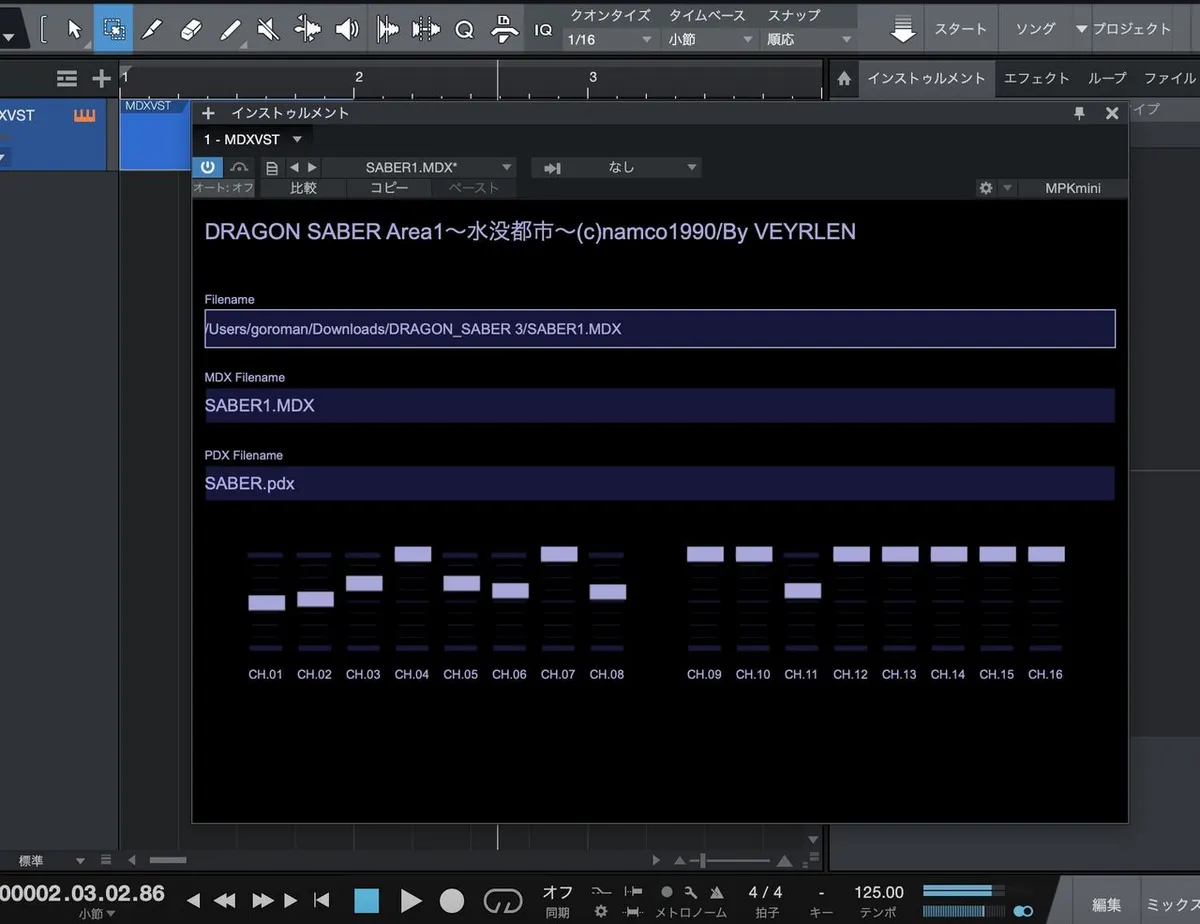 クオンタイズ タイムベース スナップ
IQ 1/16 小節 順応 スタート ソング プロジェクト
1 2 3 インストゥルメント エフェクト ループ ファイル
XVST MDXVST
インストゥルメント
1 - MDXVST
SABER1.MDX* なし
オート: オフ 比較 コピー ペースト MPKmini
DRAGON SABER Area1〜水没都市〜(c)namco1990/By VEYRLEN
Filename
/Users/goroman/Downloads/DRAGON_SABER 3/SABER1.MDX
MDX Filename
SABER1.MDX
PDX Filename
SABER.pdx
CH.01 CH.02 CH.03 CH.04 CH.05 CH.06 CH.07 CH.08 CH.09 CH.10 CH.11 CH.12 CH.13 CH.14 CH.15 CH.16
標準
00002.03.02.86 オフ 4 / 4 - 125.00
小節 同期 メトロノーム 拍子 キー テンポ 編集 ミックス